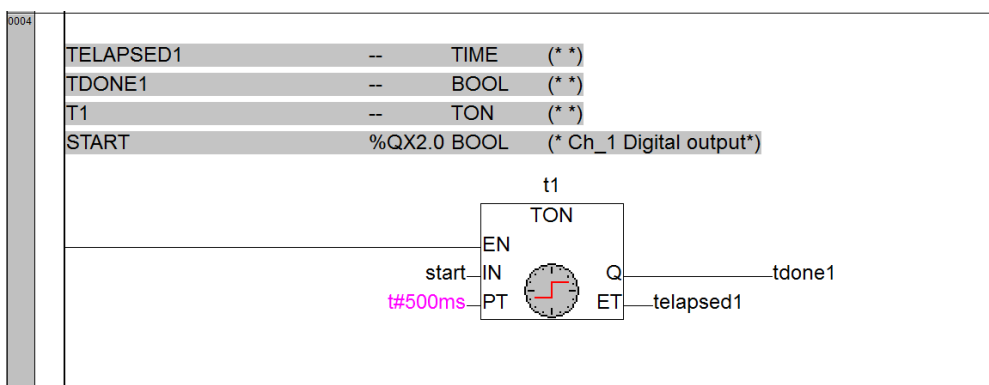 0004
TELAPSED1 -- TIME (* *)
TDONE1 -- BOOL (* *)
T1 -- TON (* *)
START %QX2.0 BOOL (* Ch_1 Digital output*)
t1
TON
EN
start IN Q tdone1
t#500ms PT ET telapsed1